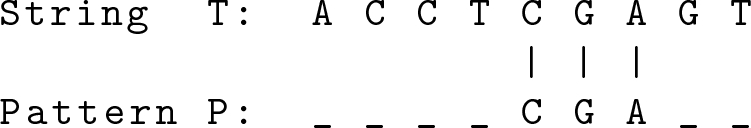 String T: A C C T C G A G T
| | |
Pattern P: _ _ _ _ C G A _ _